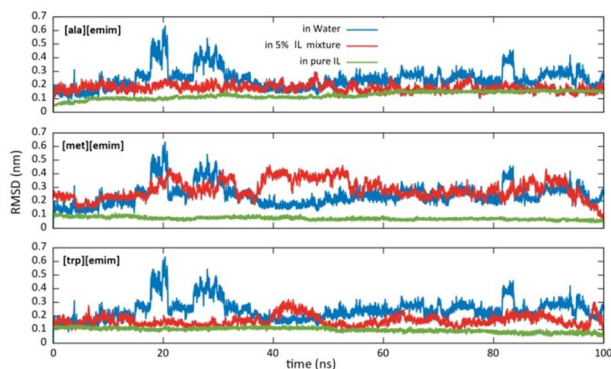 0.7
[ala][emim]
in Water
0.6
in 5% IL mixture
0.5
in pure IL
0.4
0.3
0.2
0.1
0
0.7
[met][emim]
0.6
0.5
0.4
0.3
0.2
0.1
0
RMSD (nm)
0.7
[trp][emim]
0.6
0.5
0.4
0.3
0.2
0.1
0
0 20 40 60 80 100
time (ns)